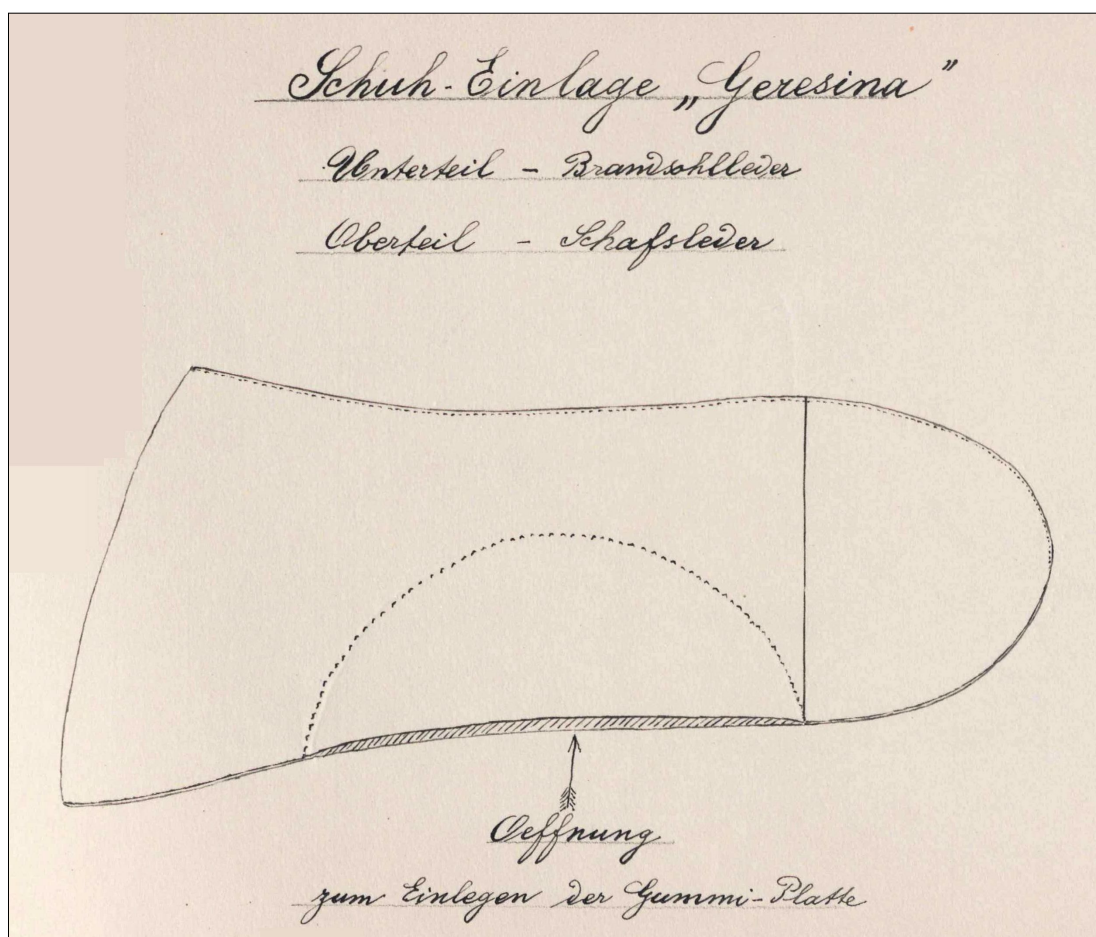 Schuh-Einlage „Geresina”
Unterteil - Brandsohlleder
Oberteil - Schafsleder
Oeffnung
zum Einlegen der Gummi-Platte